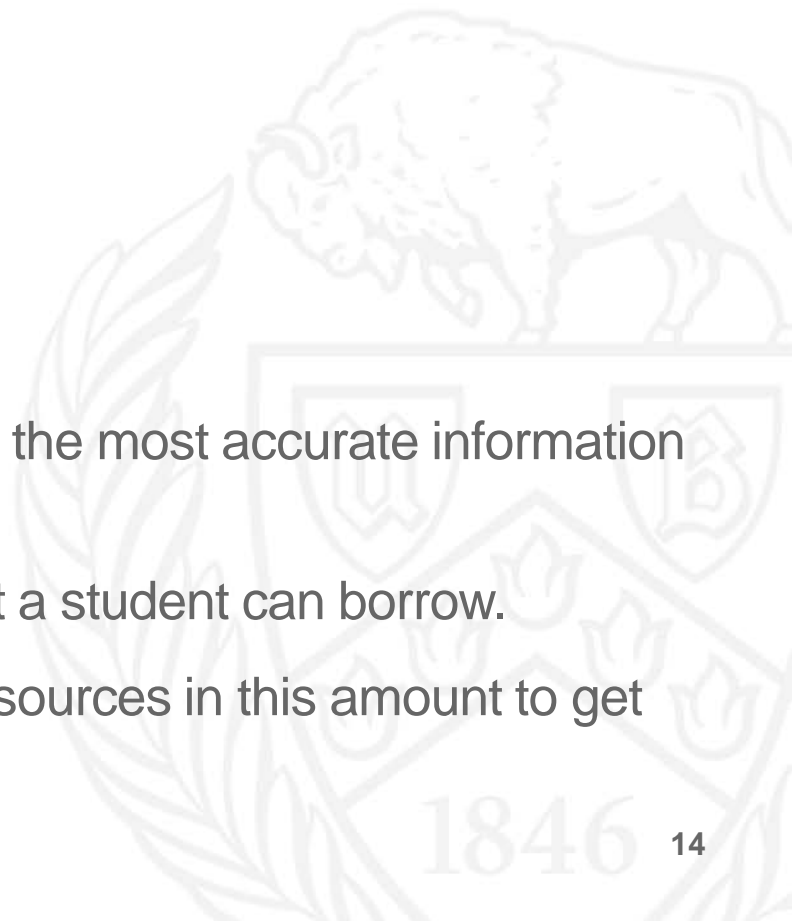 the most accurate information
t a student can borrow.
sources in this amount to get
1846
14